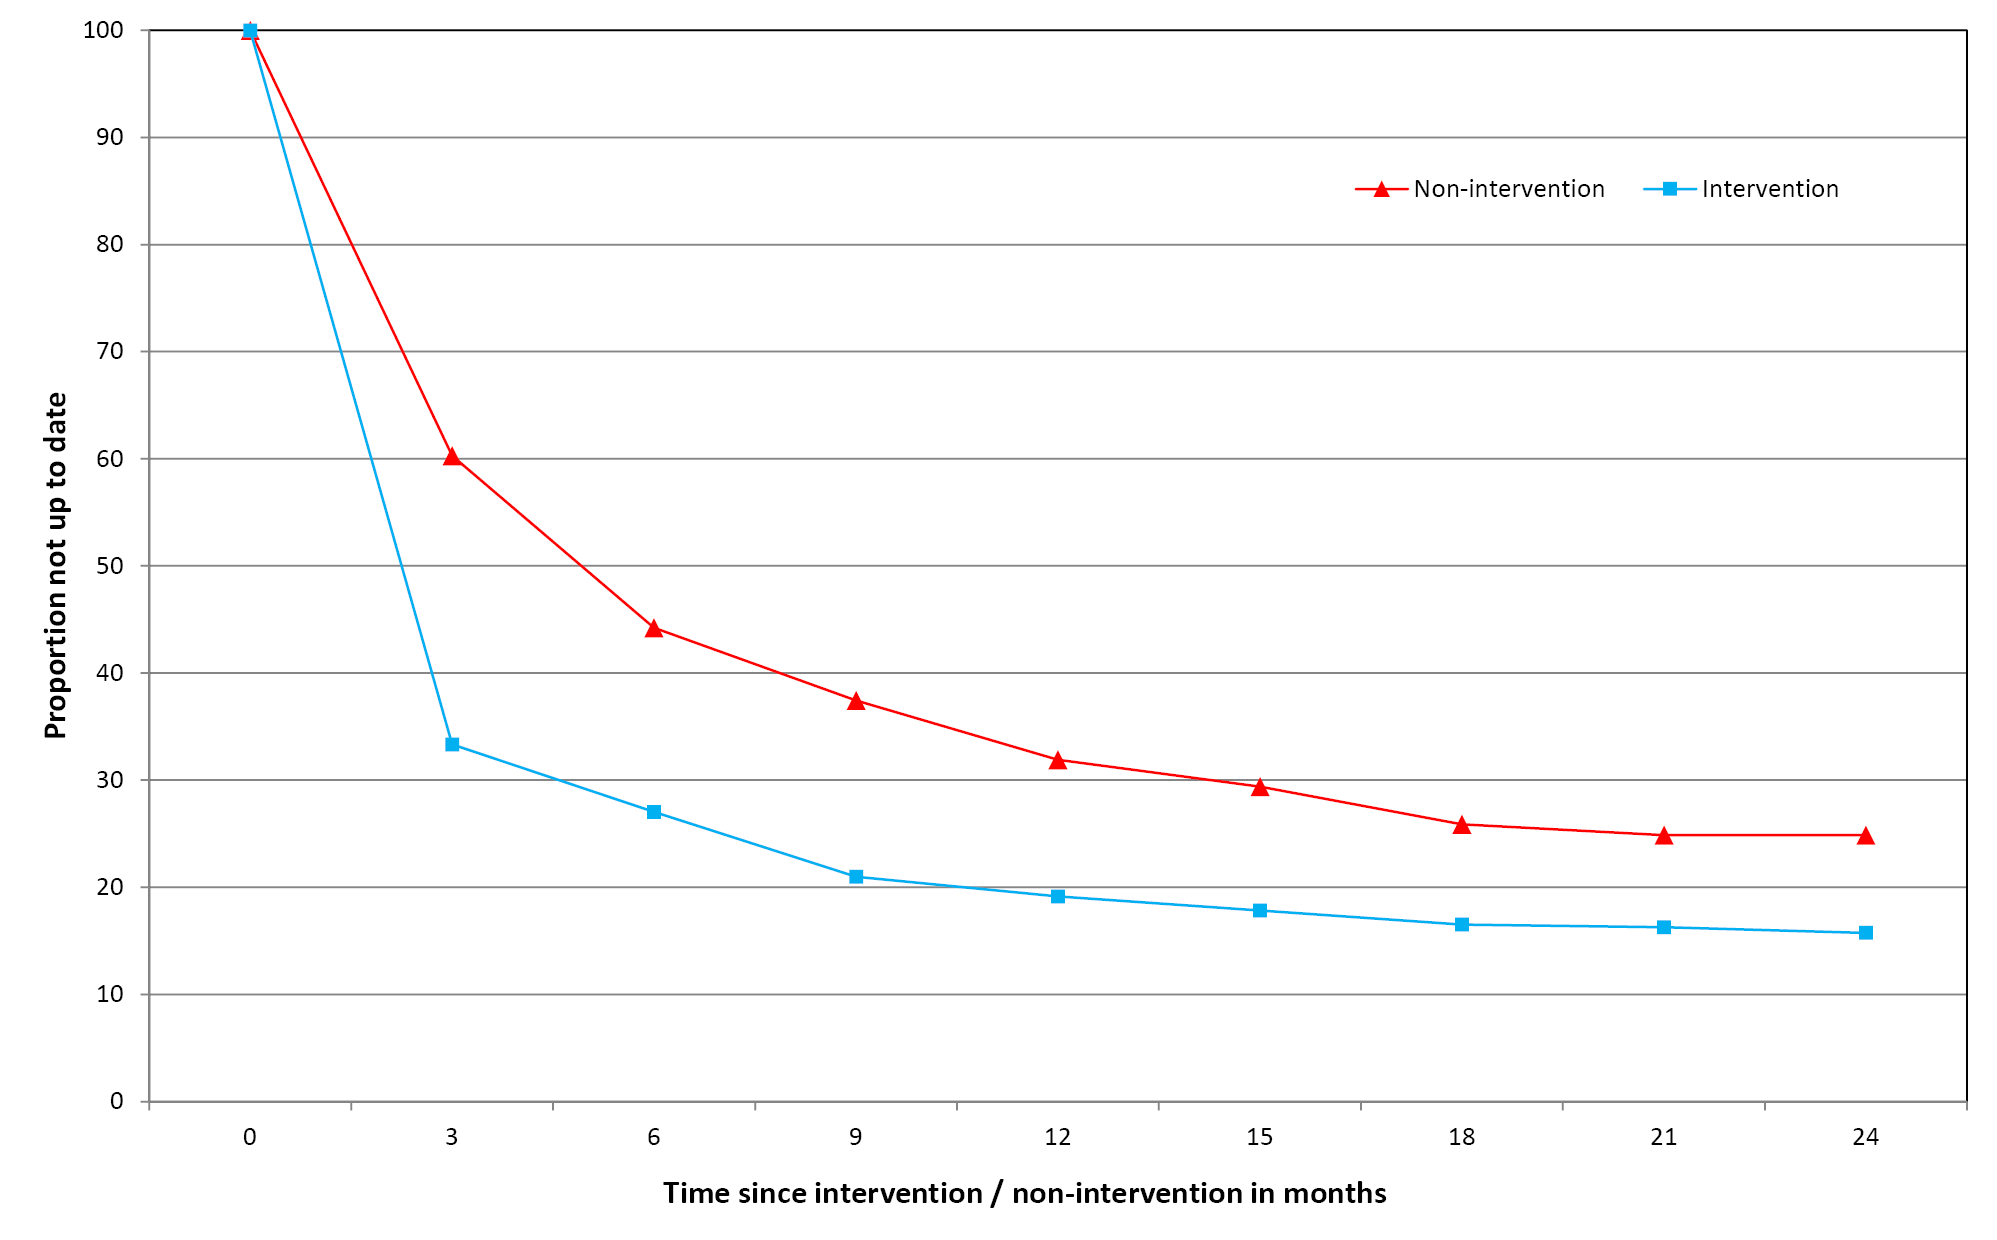 100
90
80
70
60
50
40
30
20
10
0
Proportion not up to date
Non-intervention
Intervention
0 3 6 9 12 15 18 21 24
Time since intervention / non-intervention in months